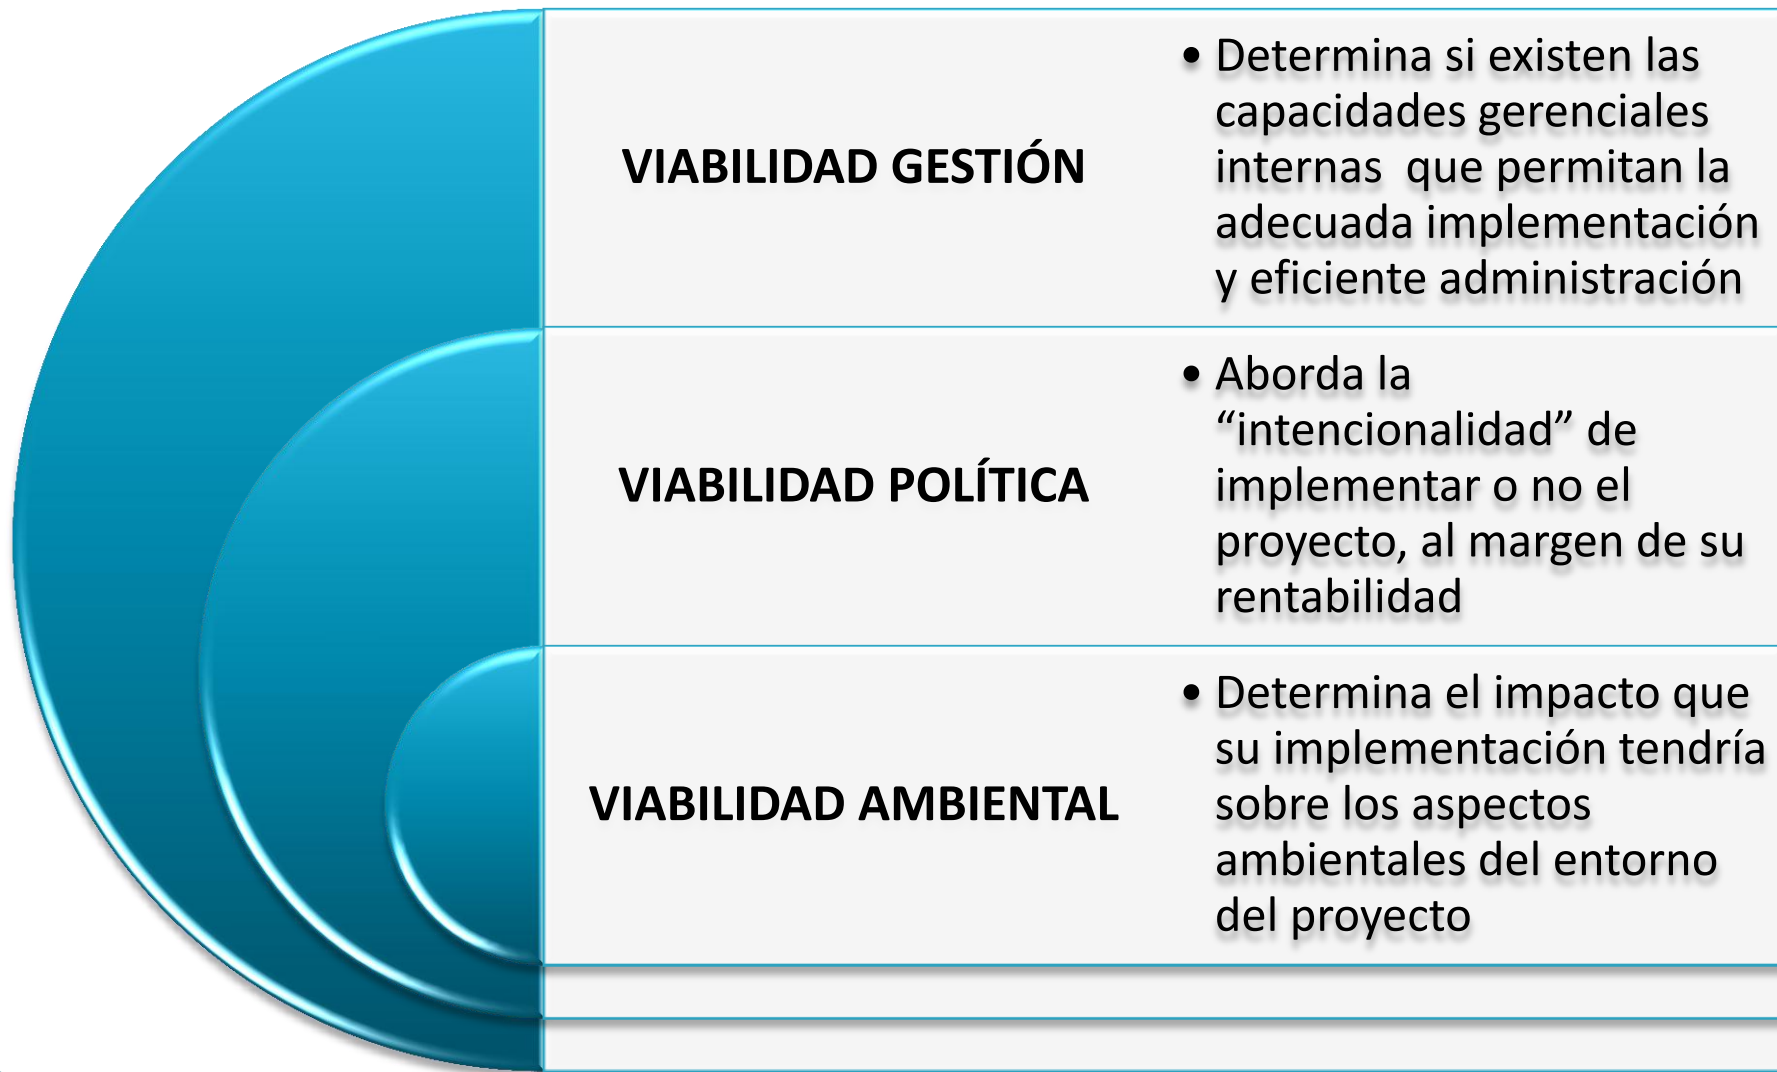 VIABILIDAD GESTIÓN
• Determina si existen las
capacidades gerenciales
internas  que permitan la
adecuada implementación
y eficiente administración
VIABILIDAD POLÍTICA
• Aborda la
“intencionalidad” de
implementar o no el
proyecto, al margen de su
rentabilidad
VIABILIDAD AMBIENTAL
• Determina el impacto que
su implementación tendría
sobre los aspectos
ambientales del entorno
del proyecto